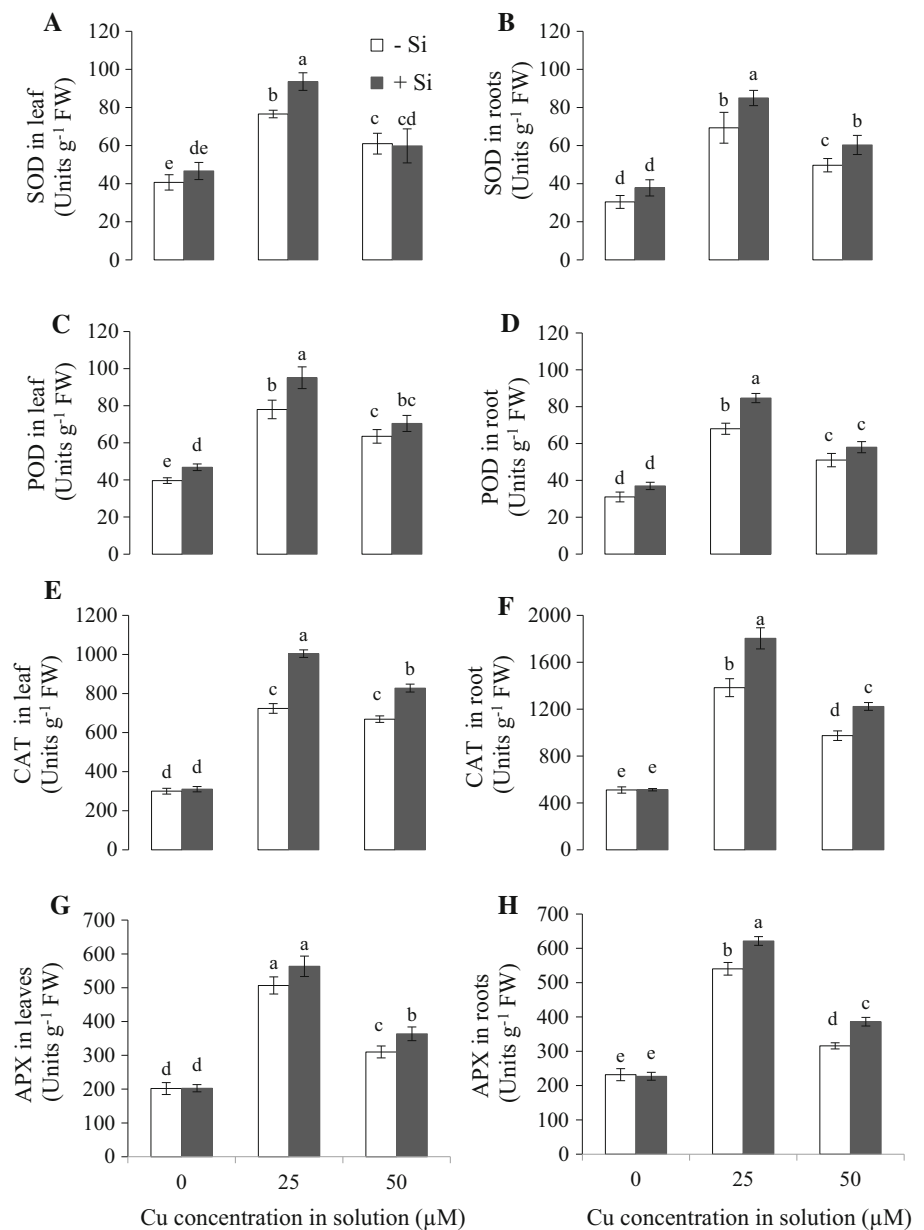 A
- Si
+ Si
SOD in leaf
(Units g-1 FW)
120
100
80
60
40
20
0
e
de
b
a
c
cd
B
SOD in roots
(Units g-1 FW)
120
100
80
60
40
20
0
d
d
b
a
c
b
C
POD in leaf
(Units g-1 FW)
120
100
80
60
40
20
0
e
d
b
a
c
bc
D
POD in root
(Units g-1 FW)
120
100
80
60
40
20
0
d
d
b
a
c
c
E
CAT in leaf
(Units g-1 FW)
1200
1000
800
600
400
200
0
d
d
c
a
c
b
F
CAT in root
(Units g-1 FW)
2000
1600
1200
800
400
0
e
e
b
a
d
c
G
APX in leaves
(Units g-1 FW)
700
600
500
400
300
200
100
0
d
d
a
a
c
b
0
25
50
Cu concentration in solution (µM)
H
APX in roots
(Units g-1 FW)
700
600
500
400
300
200
100
0
e
e
b
a
d
c
0
25
50
Cu concentration in solution (µM)